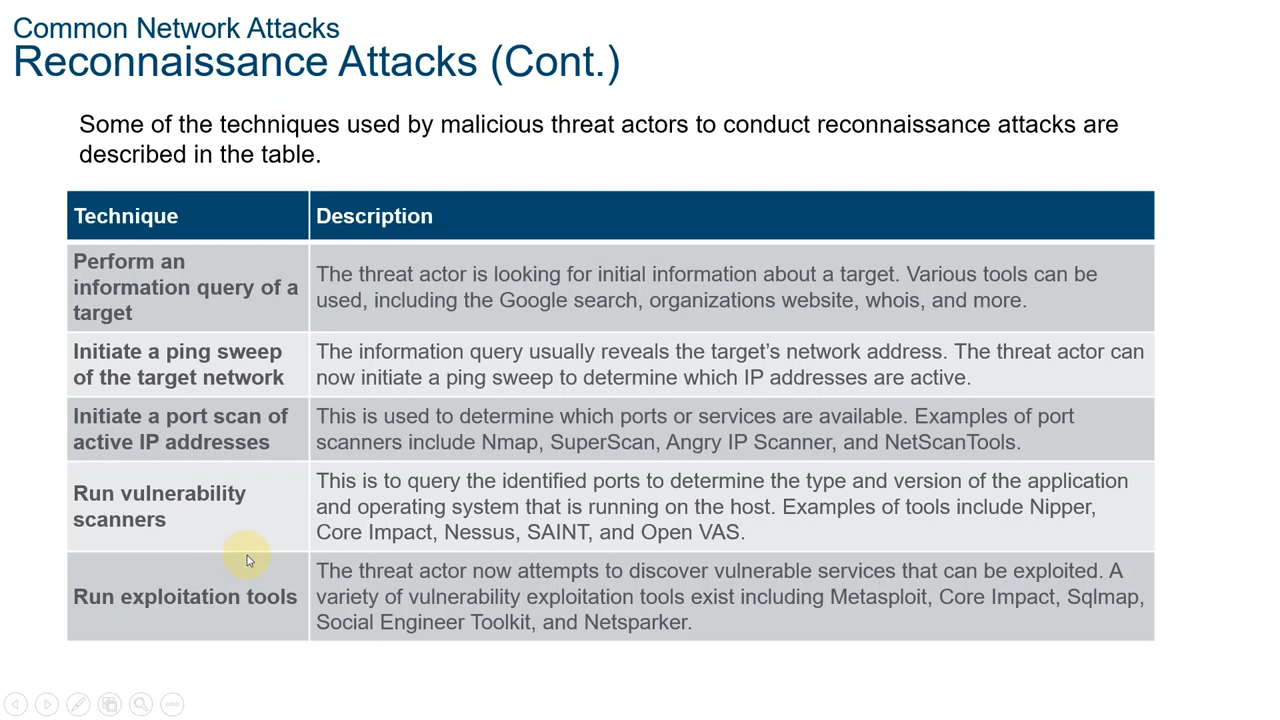 Common Network Attacks
Reconnaissance Attacks (Cont.)
Some of the techniques used by malicious threat actors to conduct reconnaissance attacks are
described in the table.
Technique
Description
Perform an
information query of a
target
The threat actor is looking for initial information about a target. Various tools can be
used, including the Google search, organizations website, whois, and more.
Initiate a ping sweep
of the target network
The information query usually reveals the target's network address. The threat actor can
now initiate a ping sweep to determine which IP addresses are active.
Initiate a port scan of
active IP addresses
This is used to determine which ports or services are available. Examples of port
scanners include Nmap, SuperScan, Angry IP Scanner, and NetScanTools.
Run vulnerability
scanners
This is to query the identified ports to determine the type and version of the application
and operating system that is running on the host. Examples of tools include Nipper,
Core Impact, Nessus, SAINT, and Open VAS.
Run exploitation tools
The threat actor now attempts to discover vulnerable services that can be exploited. A
variety of vulnerability exploitation tools exist including Metasploit, Core Impact, Sqlmap,
Social Engineer Toolkit, and Netsparker.